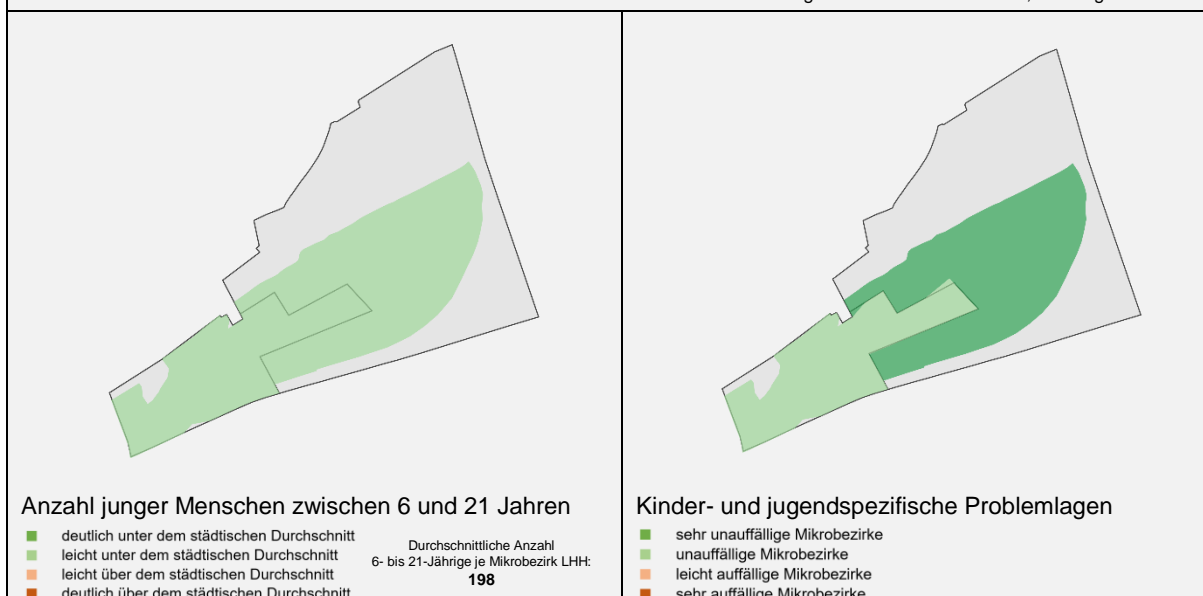 Anzahl junger Menschen zwischen 6 und 21 Jahren
deutlich unter dem städtischen Durchschnitt
leicht unter dem städtischen Durchschnitt
leicht über dem städtischen Durchschnitt
deutlich über dem städtischen Durchschnitt
Durchschnittliche Anzahl
6- bis 21-Jährige je Mikrobezirk LHH:
198
Kinder- und jugendspezifische Problemlagen
sehr unauffällige Mikrobezirke
unauffällige Mikrobezirke
leicht auffällige Mikrobezirke
sehr auffällige Mikrobezirke